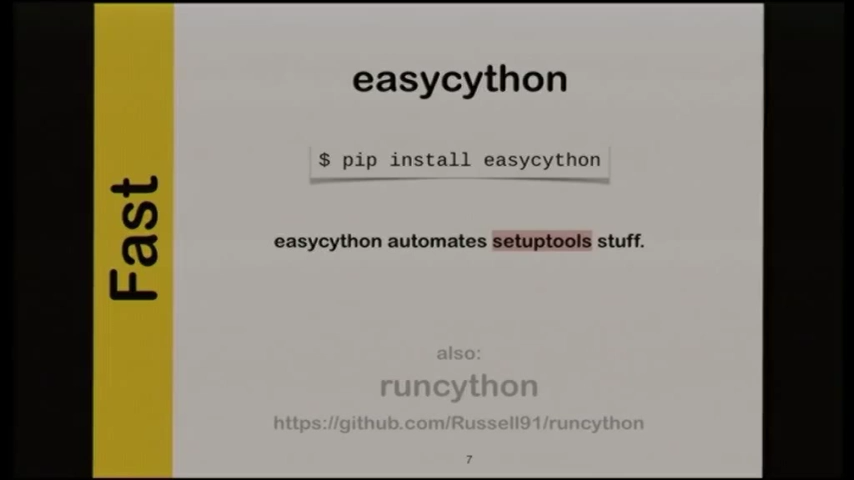 Fast
easycython
$ pip install easycython
easycython automates setuptools stuff.
also:
runcython
https://github.com/Russell91/runcython
7